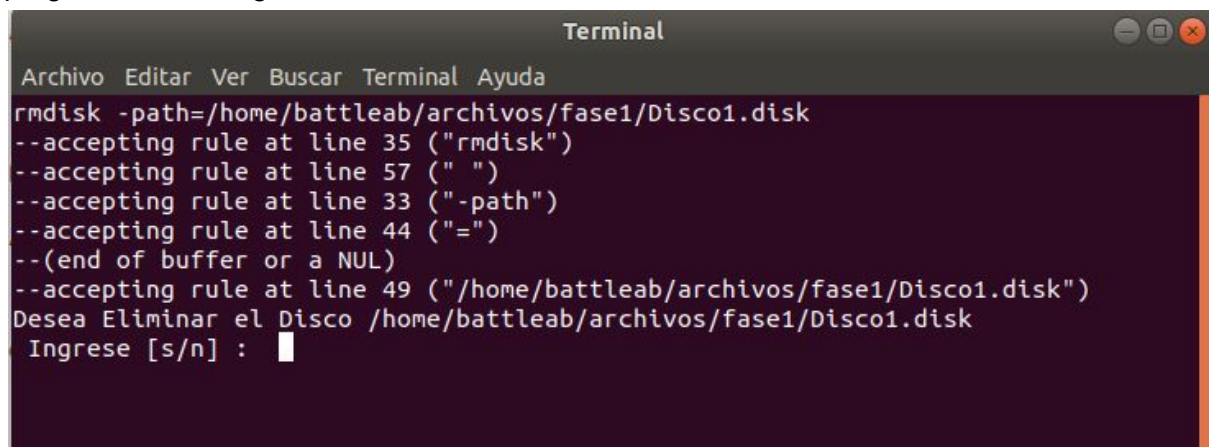 Terminal
Archivo Editar Ver Buscar Terminal Ayuda
rmdisk -path=/home/battleab/archivos/fase1/Disco1.disk
--accepting rule at line 35 ("rmdisk")
--accepting rule at line 57 (" ")
--accepting rule at line 33 ("-path")
--accepting rule at line 44 ("=")
--(end of buffer or a NUL)
--accepting rule at line 49 ("/home/battleab/archivos/fase1/Disco1.disk")
Desea Eliminar el Disco /home/battleab/archivos/fase1/Disco1.disk
Ingrese [s/n] :